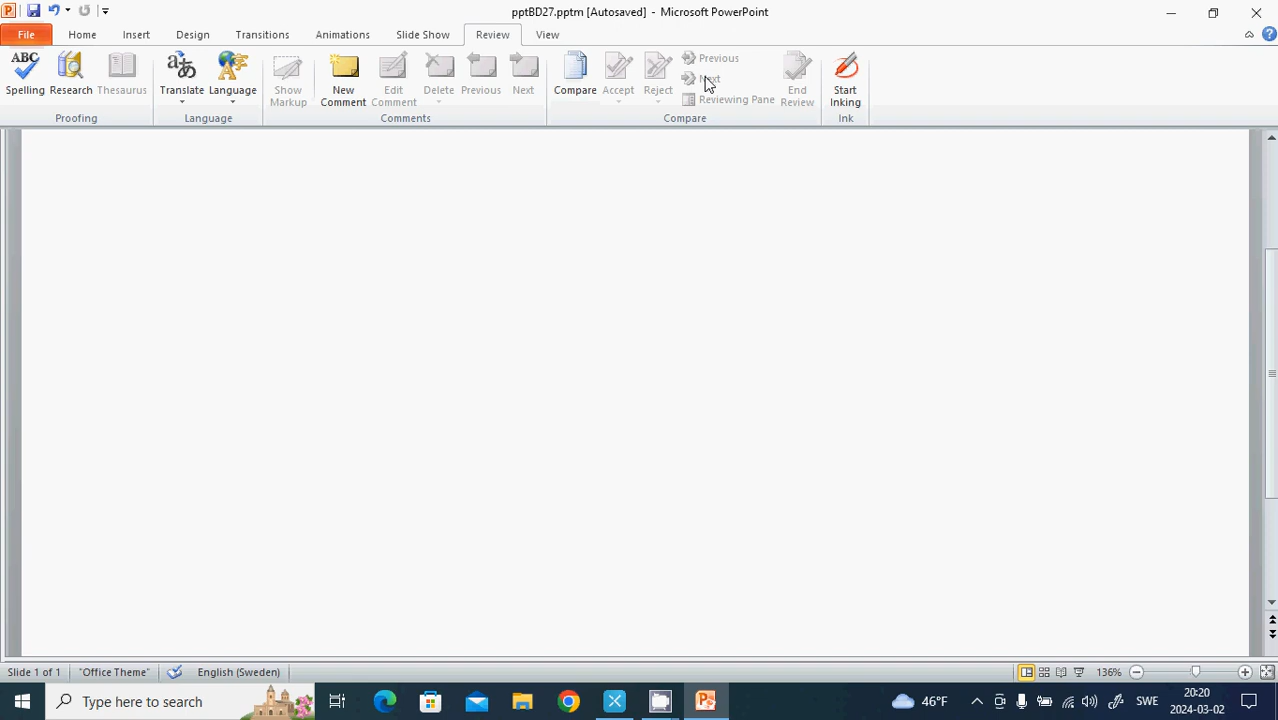 pptBD27.pptm [Autosaved] - Microsoft PowerPoint
File Home Insert Design Transitions Animations Slide Show Review View
ABC
Spelling Research Thesaurus
Proofing
Translate Language
Language
Show Markup
New Comment
Edit Comment
Delete Previous Next
Comments
Compare Accept Reject
Previous
Next
Reviewing Pane
End Review
Compare
Start Inking
Ink
Slide 1 of 1 "Office Theme" English (Sweden) 136%
Type here to search 46°F SWE 20:20
2024-03-02